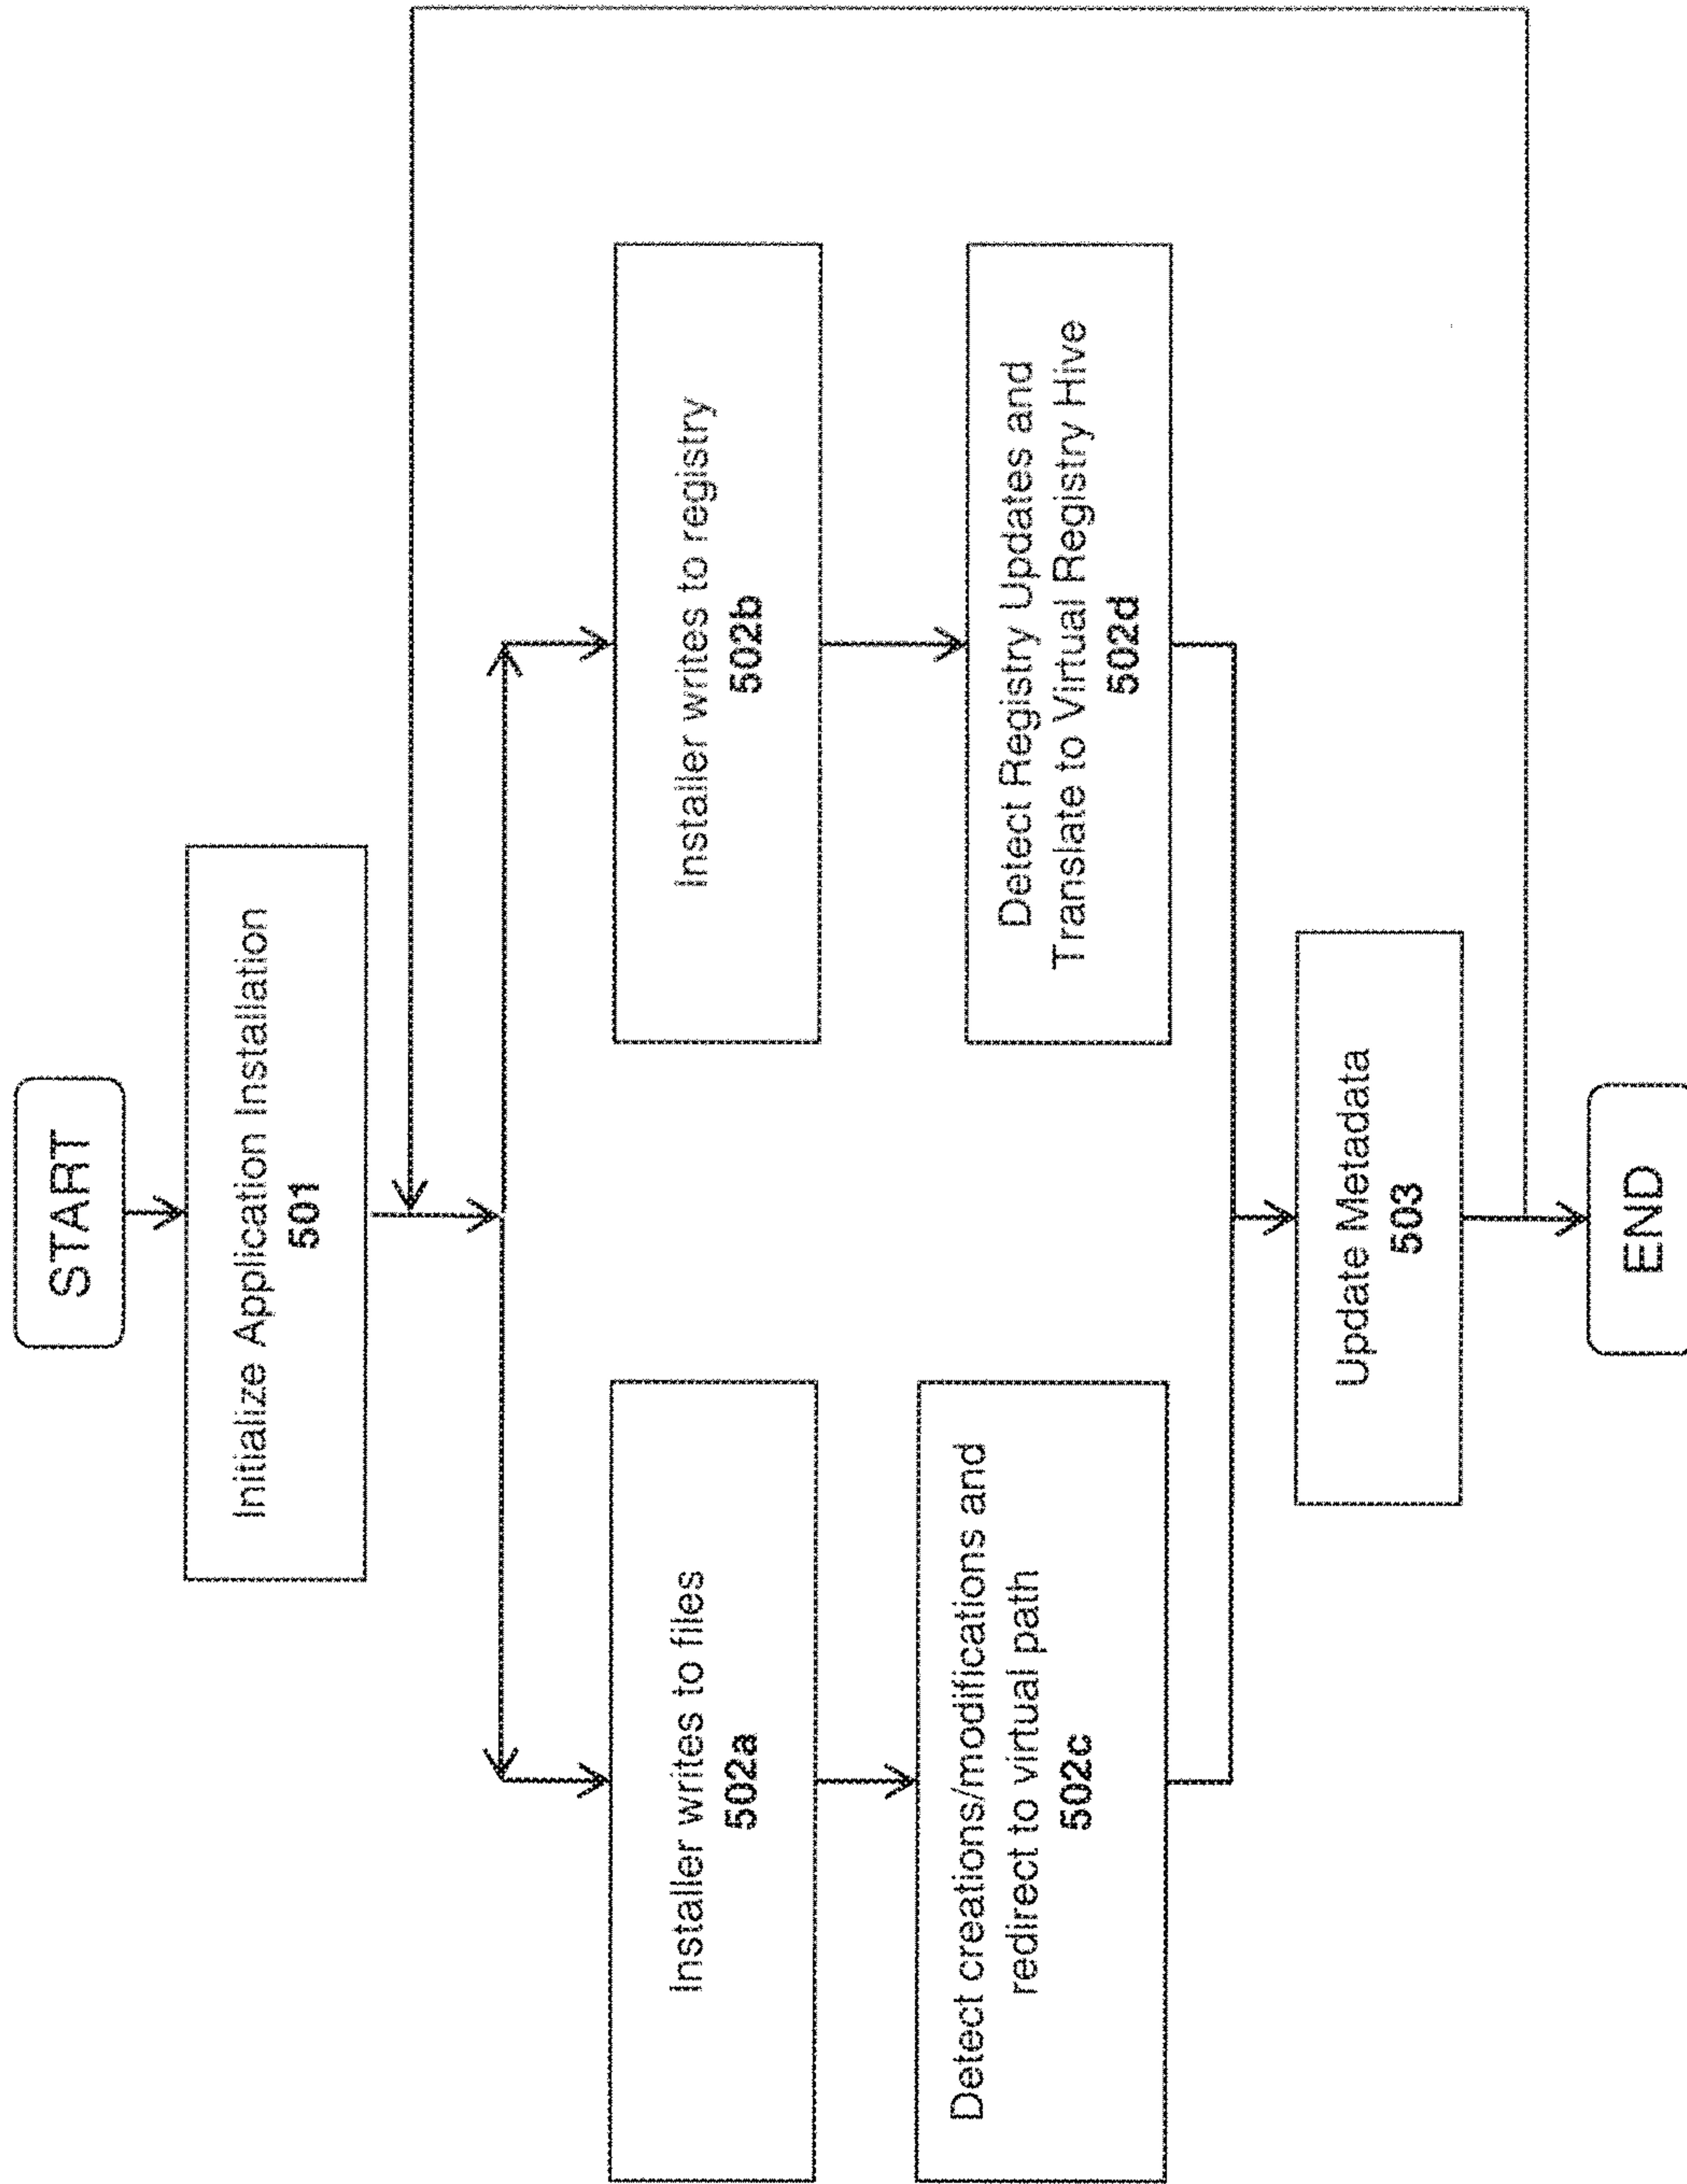 START
Initialize Application Installation
501
Installer writes to files
502a
Installer writes to registry
502b
Detect creations/modifications and
redirect to virtual path
502c
Detect Registry Updates and
Translate to Virtual Registry Hive
502d
Update Metadata
503
END